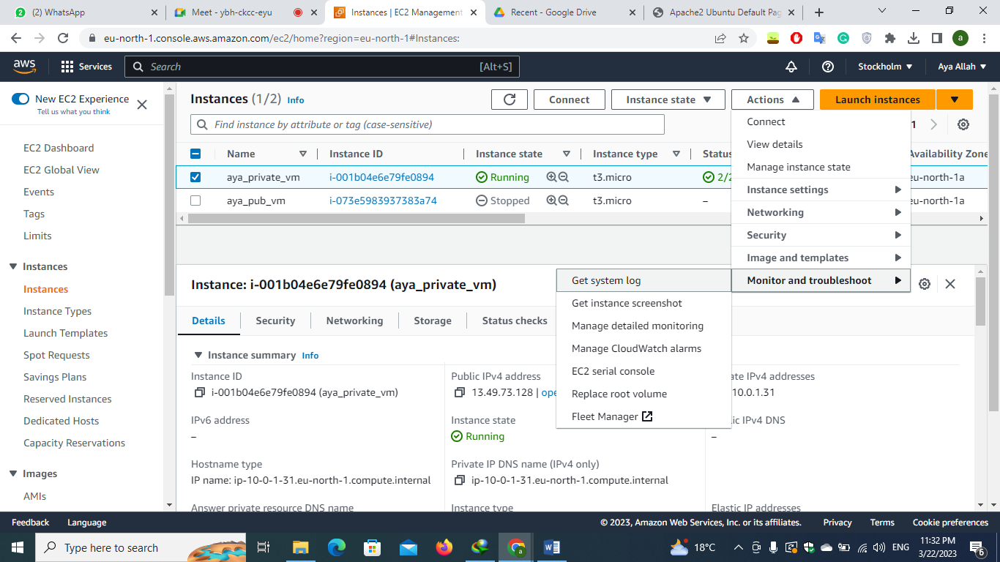 (2) WhatsApp
Meet - ybh-ckcc-eyu
Instances | EC2 Management
Recent - Google Drive
Apache2 Ubuntu Default Pag
eu-north-1.console.aws.amazon.com/ec2/home?region=eu-north-1#Instances:
a
aws
Services
Search
[Alt+S]
Stockholm
Aya Allah
New EC2 Experience
Tell us what you think
EC2 Dashboard
EC2 Global View
Events
Tags
Limits
Instances
Instances
Instance Types
Launch Templates
Spot Requests
Savings Plans
Reserved Instances
Dedicated Hosts
Capacity Reservations
Images
AMIs
Instances (1/2) Info
Connect
Instance state
Actions
Launch instances
Find instance by attribute or tag (case-sensitive)
1
Name
Instance ID
Instance state
Instance type
Status
Availability Zone
aya_private_vm
i-001b04e6e79fe0894
Running
t3.micro
2/2
eu-north-1a
aya_pub_vm
i-073e5983937383a74
Stopped
t3.micro
–
eu-north-1a
Connect
View details
Manage instance state
Instance settings
Networking
Security
Image and templates
Monitor and troubleshoot
Get system log
Get instance screenshot
Manage detailed monitoring
Manage CloudWatch alarms
EC2 serial console
Replace root volume
Fleet Manager
Instance: i-001b04e6e79fe0894 (aya_private_vm)
Details
Security
Networking
Storage
Status checks
Instance summary Info
Instance ID
i-001b04e6e79fe0894 (aya_private_vm)
Public IPv4 address
13.49.73.128 | ope
ate IPv4 addresses
10.0.1.31
IPv6 address
–
Instance state
Running
ic IPv4 DNS
–
Hostname type
IP name: ip-10-0-1-31.eu-north-1.compute.internal
Private IP DNS name (IPv4 only)
ip-10-0-1-31.eu-north-1.compute.internal
Answer private resource DNS name
Instance type
Elastic IP addresses
Feedback
Language
© 2023, Amazon Web Services, Inc. or its affiliates.
Privacy
Terms
Cookie preferences
Type here to search
18°C
ENG
11:32 PM
3/22/2023
6